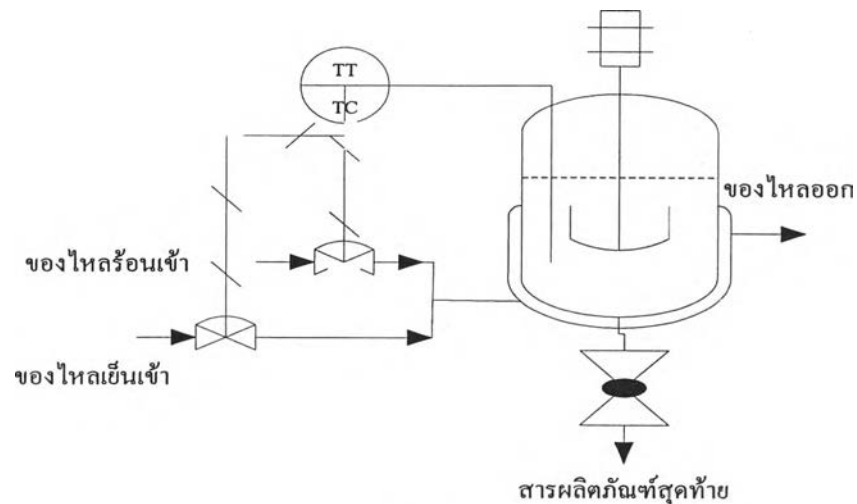 TT
TC
ของไหลออก
ของไหลร้อนเข้า
ของไหลเย็นเข้า
สารผลิตภัณฑ์สุดท้าย